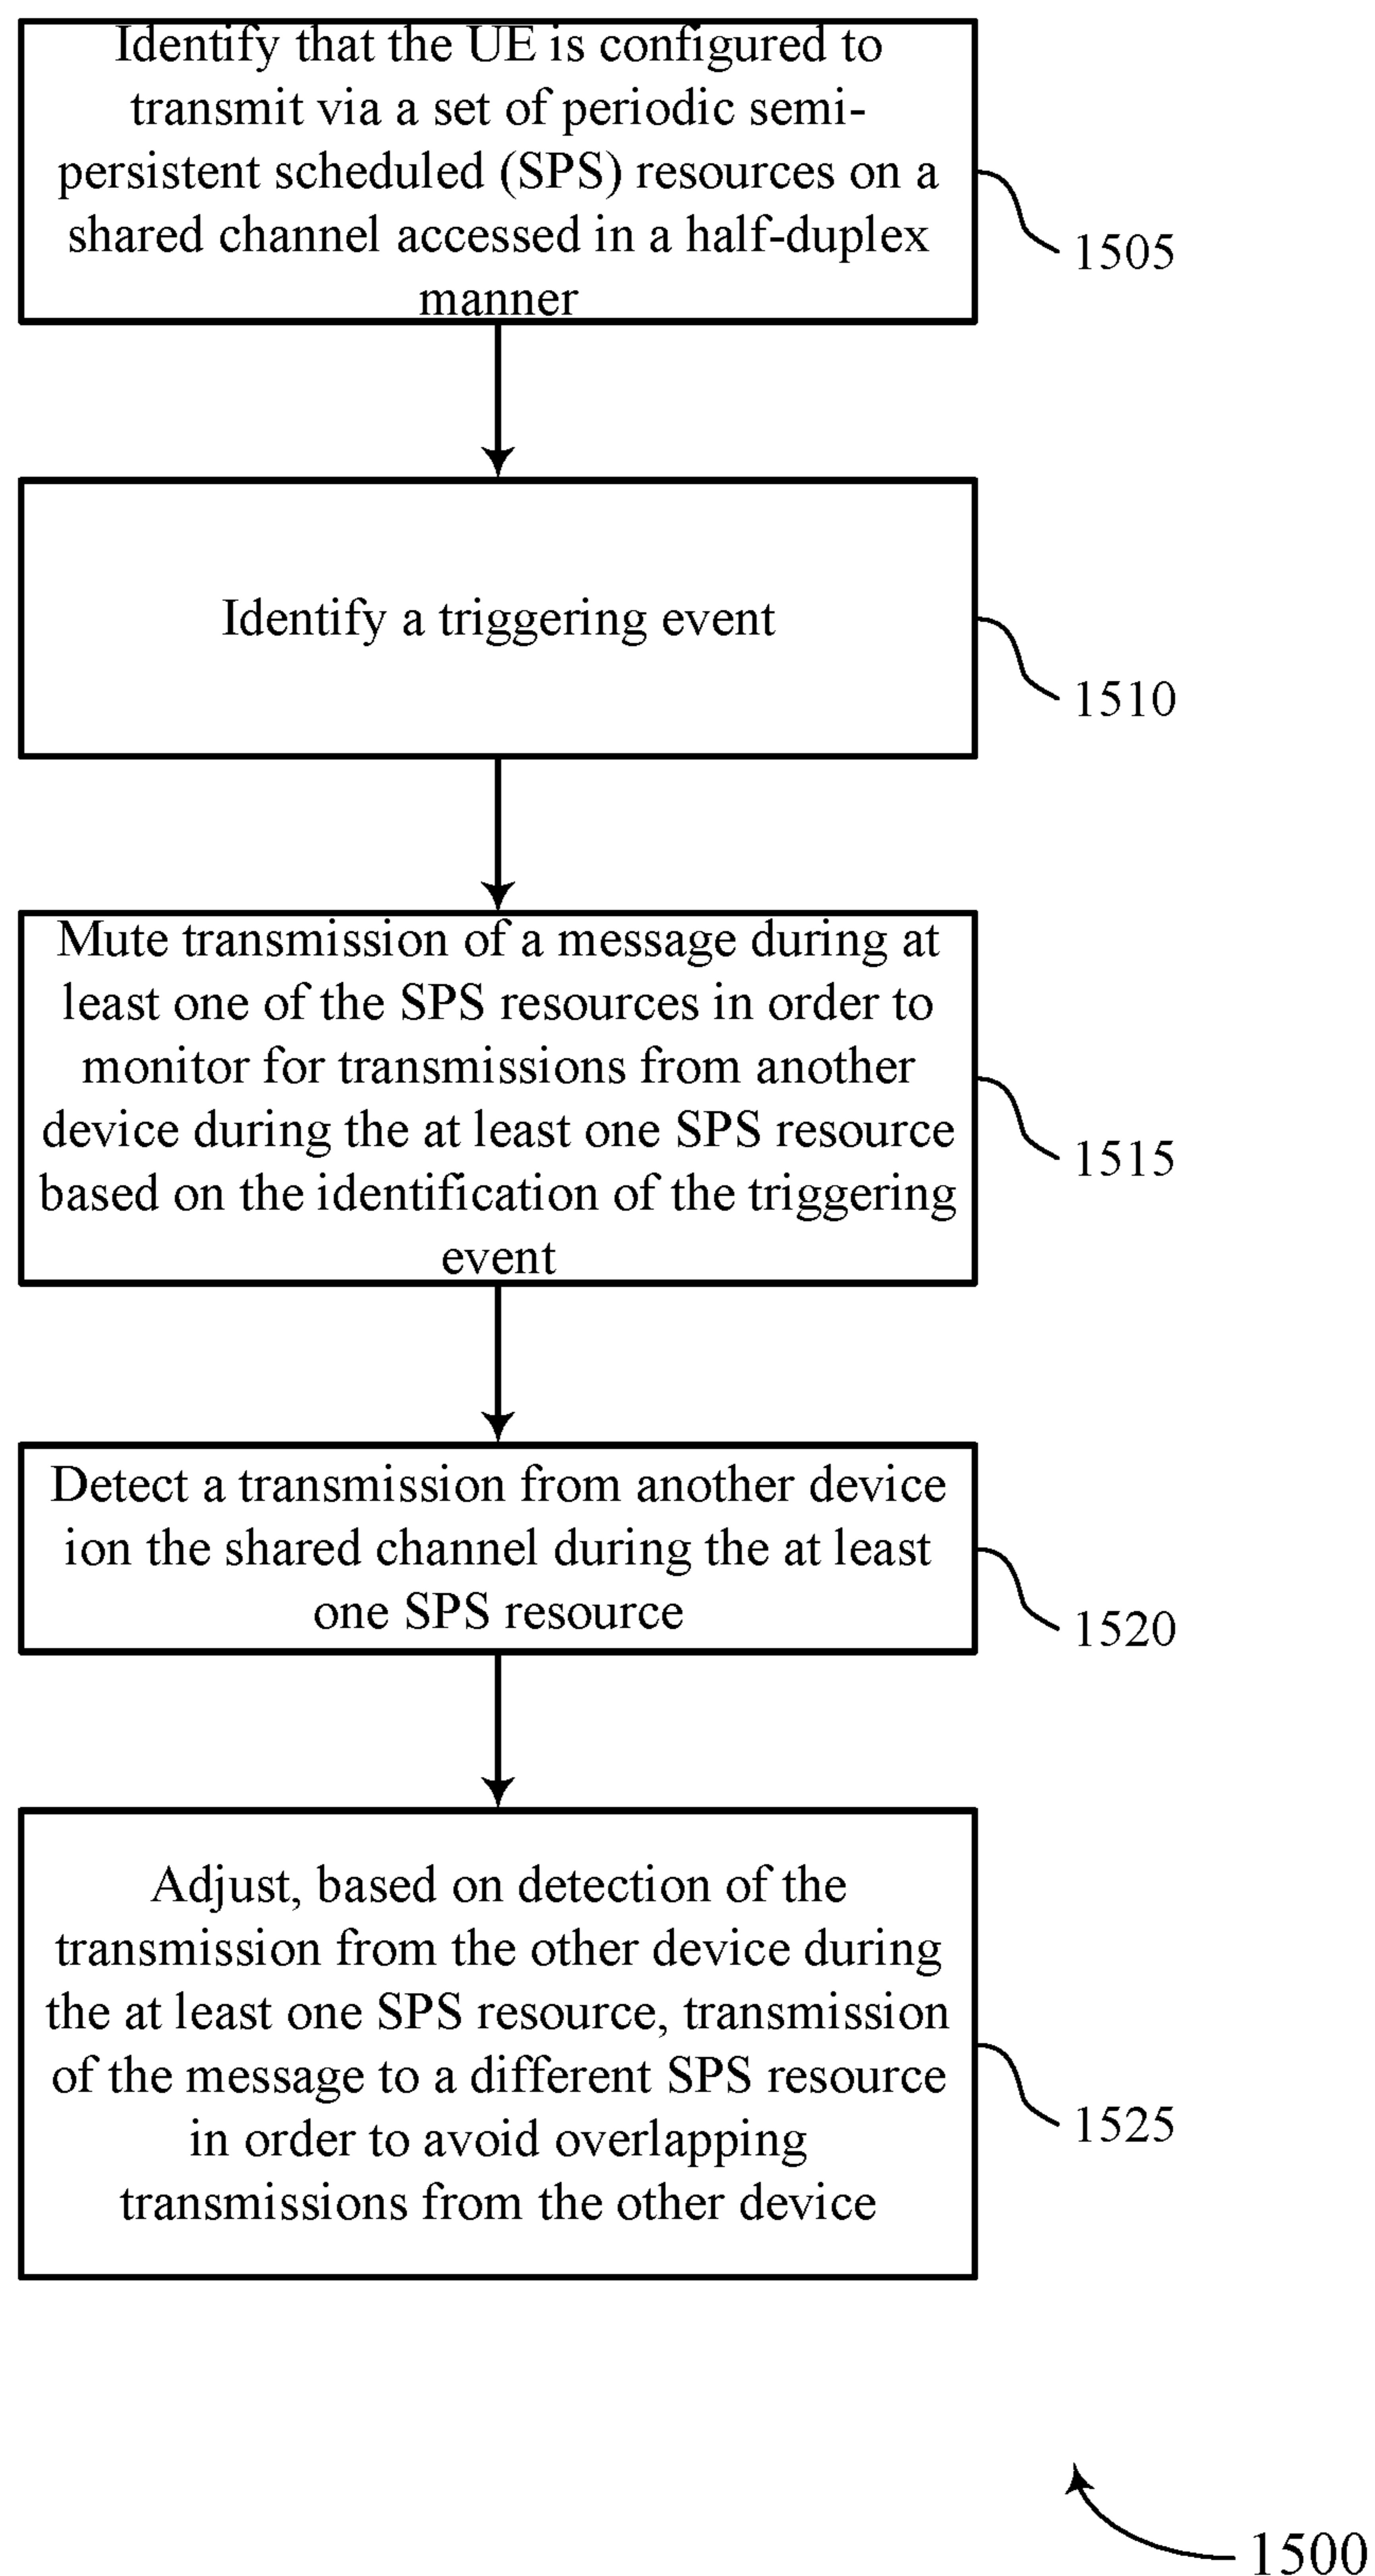 Identify that the UE is configured to
transmit via a set of periodic semi-
persistent scheduled (SPS) resources on a
shared channel accessed in a half-duplex
manner
1505
Identify a triggering event
1510
Mute transmission of a message during at
least one of the SPS resources in order to
monitor for transmissions from another
device during the at least one SPS resource
based on the identification of the triggering
event
1515
Detect a transmission from another device
ion the shared channel during the at least
one SPS resource
1520
Adjust, based on detection of the
transmission from the other device during
the at least one SPS resource, transmission
of the message to a different SPS resource
in order to avoid overlapping
transmissions from the other device
1525
1500